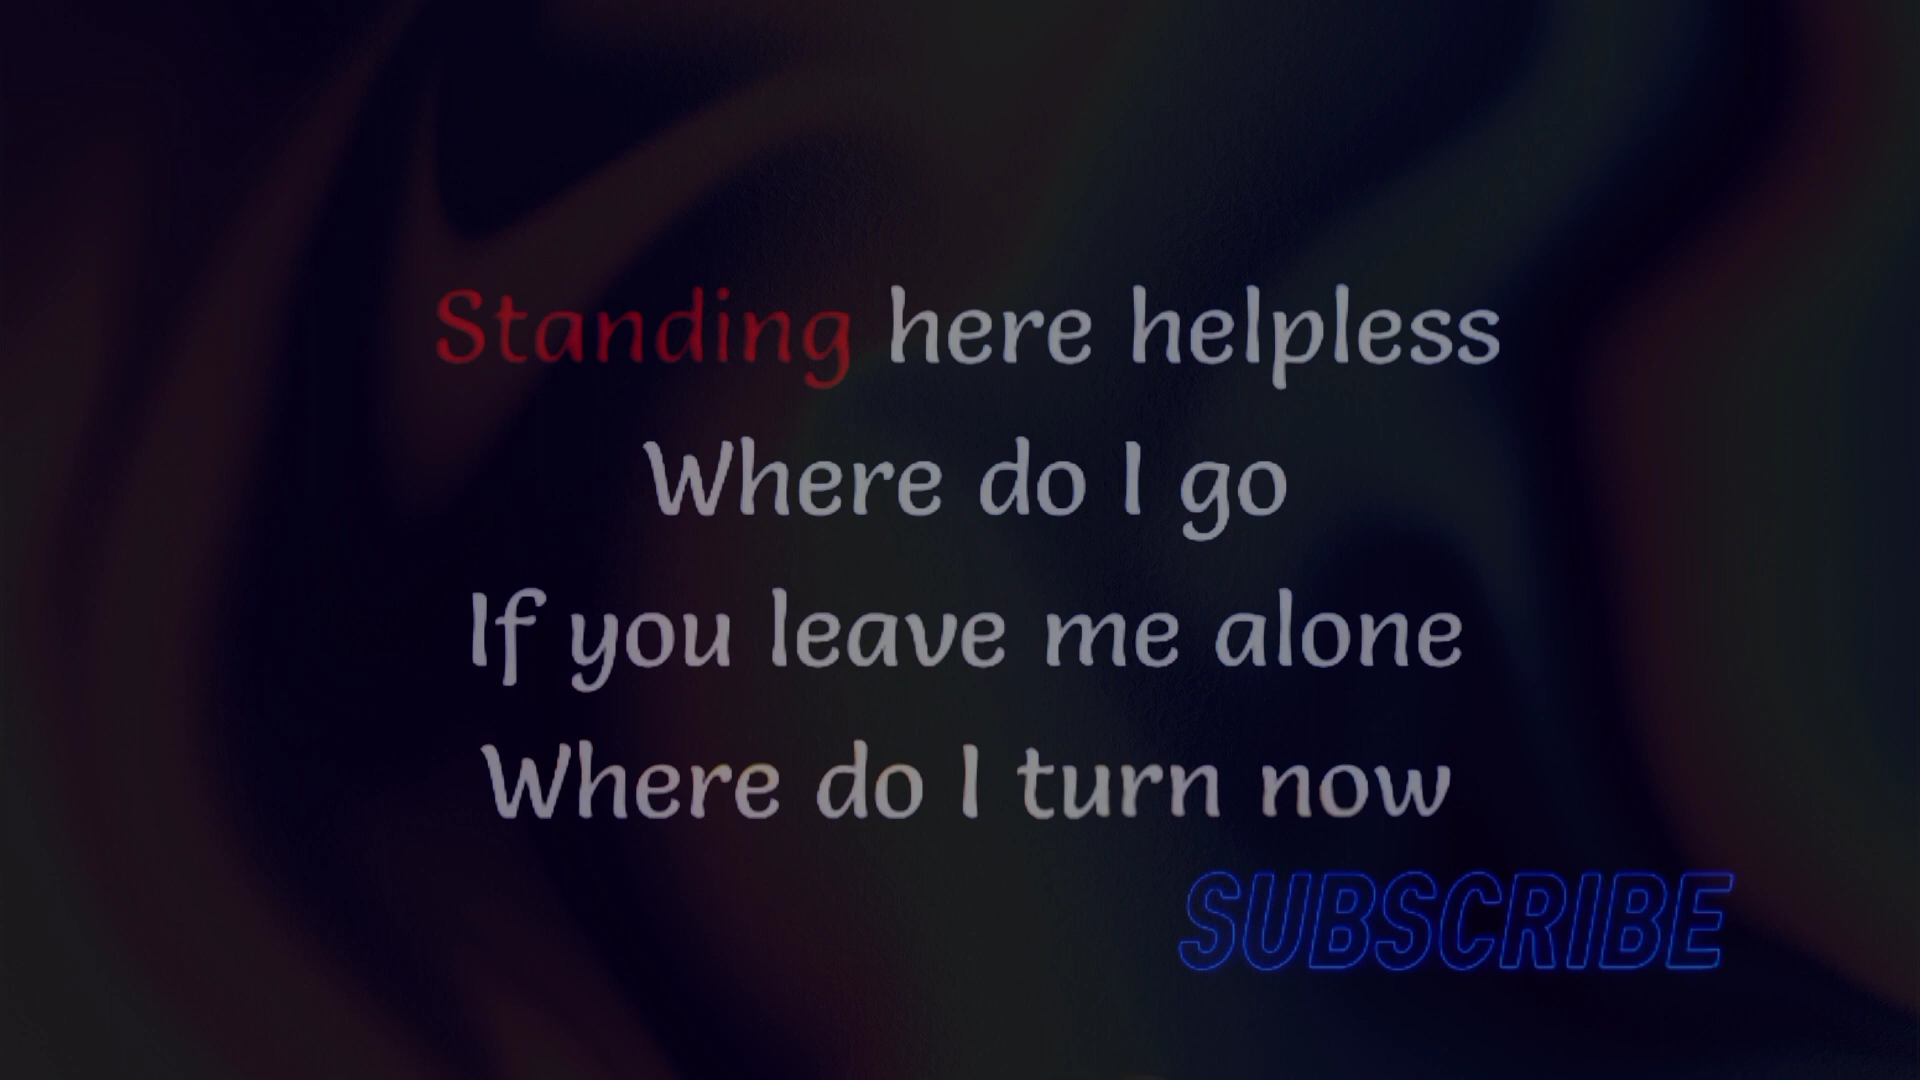 Standing here helpless
Where do I go
If you leave me alone
Where do I turn now
SUBSCRIBE